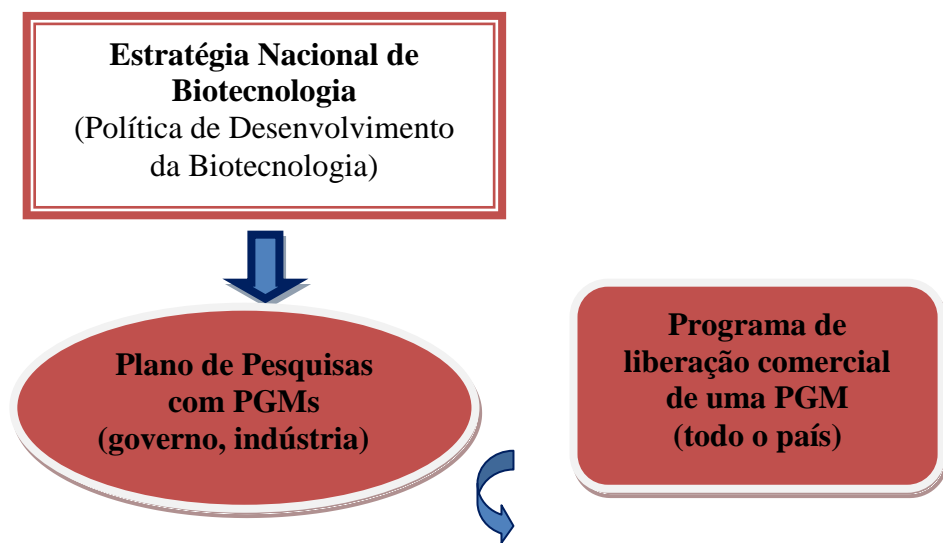 Estratégia Nacional de
Biotecnologia
(Política de Desenvolvimento
da Biotecnologia)
Plano de Pesquisas
com PGMs
(governo, indústria)
Programa de
liberação comercial
de uma PGM
(todo o país)